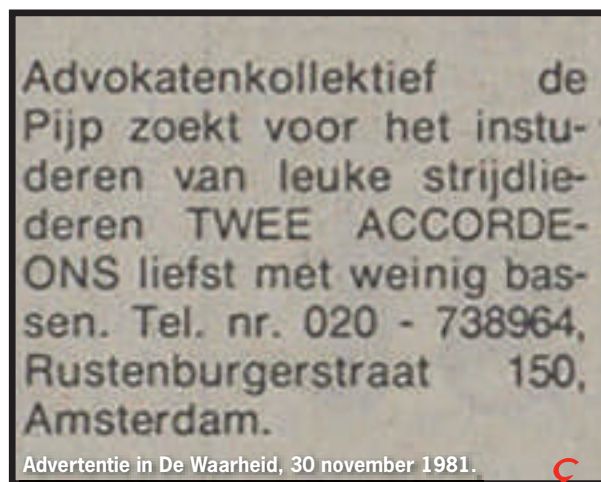 Advokatenkollektief de
Pijp zoekt voor het instu-
deren van leuke strijdlie-
deren TWEE ACCORDE-
ONS liefst met weinig bas-
sen. Tel. nr. 020 - 738964,
Rustenburgerstraat 150,
Amsterdam.
Advertentie in De Waarheid, 30 november 1981.
C